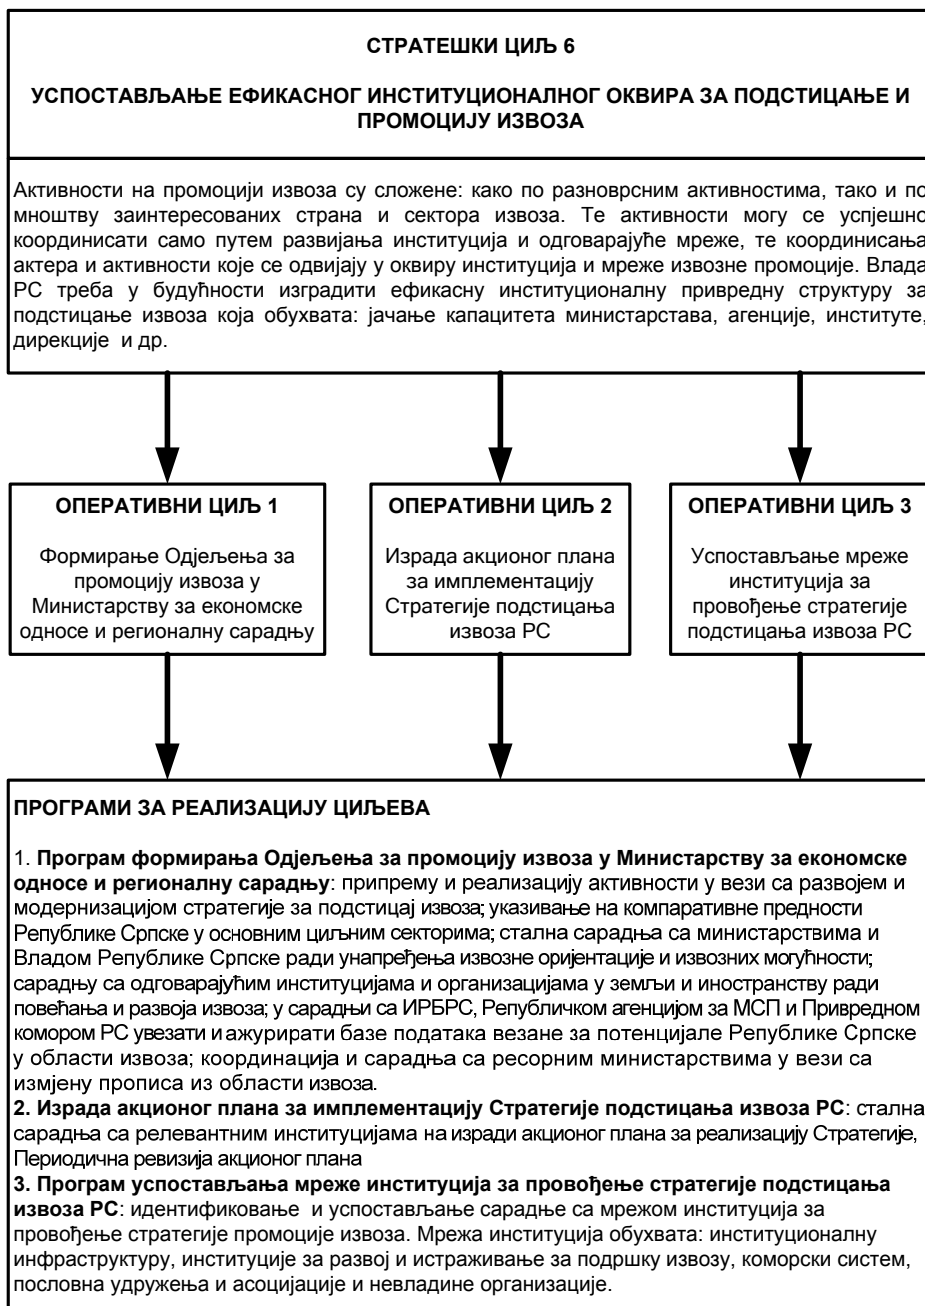 СТРАТЕШКИ ЦИЉ 6
УСПОСТАВЉАЊЕ ЕФИКАСНОГ ИНСТИТУЦИОНАЛНОГ ОКВИРА ЗА ПОДСТИЦАЊЕ И
ПРОМОЦИЈУ ИЗВОЗА
Активности на промоцији извоза су сложене: како по разноврсним активностима, тако и по
мноштву заинтересованих страна и сектора извоза. Те активности могу се успјешно
координисати само путем развијања институција и одговарајуће мреже, те координисања
актера и активности које се одвијају у оквиру институција и мреже извозне промоције. Влада
РС треба у будућности изградити ефикасну институционалну привредну структуру за
подстицање извоза која обухвата: јачање капацитета министарстава, агенције, институте,
дирекције и др.
ОПЕРАТИВНИ ЦИЉ 1
Формирање Одјељења за
промоцију извоза у
Министарству за економске
односе и регионалну сарадњу
ОПЕРАТИВНИ ЦИЉ 2
Израда акционог плана
за имплементацију
Стратегије подстицања
извоза РС
ОПЕРАТИВНИ ЦИЉ 3
Успостављање мреже
институција за
провођење стратегије
подстицања извоза РС
ПРОГРАМИ ЗА РЕАЛИЗАЦИЈУ ЦИЉЕВА
1. Програм формирања Одјељења за промоцију извоза у Министарству за економске
односе и регионалну сарадњу: припрему и реализацију активности у вези са развојем и
модернизацијом стратегије за подстицај извоза; указивање на компаративне предности
Републике Српске у основним циљним секторима; стална сарадња са министарствима и
Владом Републике Српске ради унапређења извозне оријентације и извозних могућности;
сарадњу са одговарајућим институцијама и организацијама у земљи и иностранству ради
повећања и развоја извоза; у сарадњи са ИРБРС, Републичком агенцијом за МСП и Привредном
комором РС увезати и ажурирати базе података везане за потенцијале Републике Српске
у области извоза; координација и сарадња са ресорним министарствима у вези са
измјену прописа из области извоза.
2. Израда акционог плана за имплементацију Стратегије подстицања извоза РС: стална
сарадња са релевантним институцијама на изради акционог плана за реализацију Стратегије,
Периодична ревизија акционог плана
3. Програм успостављања мреже институција за провођење стратегије подстицања
извоза РС: идентификовање и успостављање сарадње са мрежом институција за
провођење стратегије промоције извоза. Мрежа институција обухвата: институционалну
инфраструктуру, институције за развој и истраживање за подршку извозу, коморски систем,
пословна удружења и асоцијације и невладине организације.